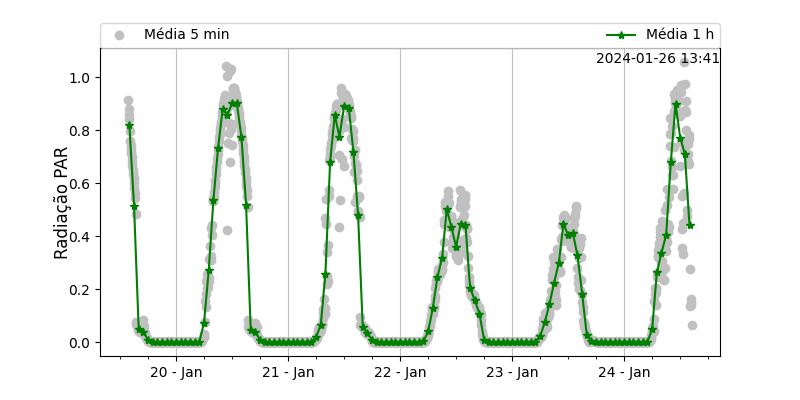 Média 5 min
Média 1 h
2024-01-26 13:41
Radiação PAR
1.0
0.8
0.6
0.4
0.2
0.0
20 - Jan
21 - Jan
22 - Jan
23 - Jan
24 - Jan